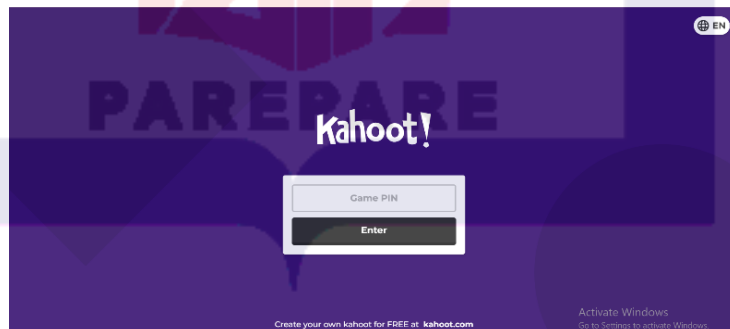 EN
PAREPARE
Kahoot!
Game PIN
Enter
Create your own kahoot for FREE at kahoot.com
Activate Windows
Go to Settings to activate Windows.